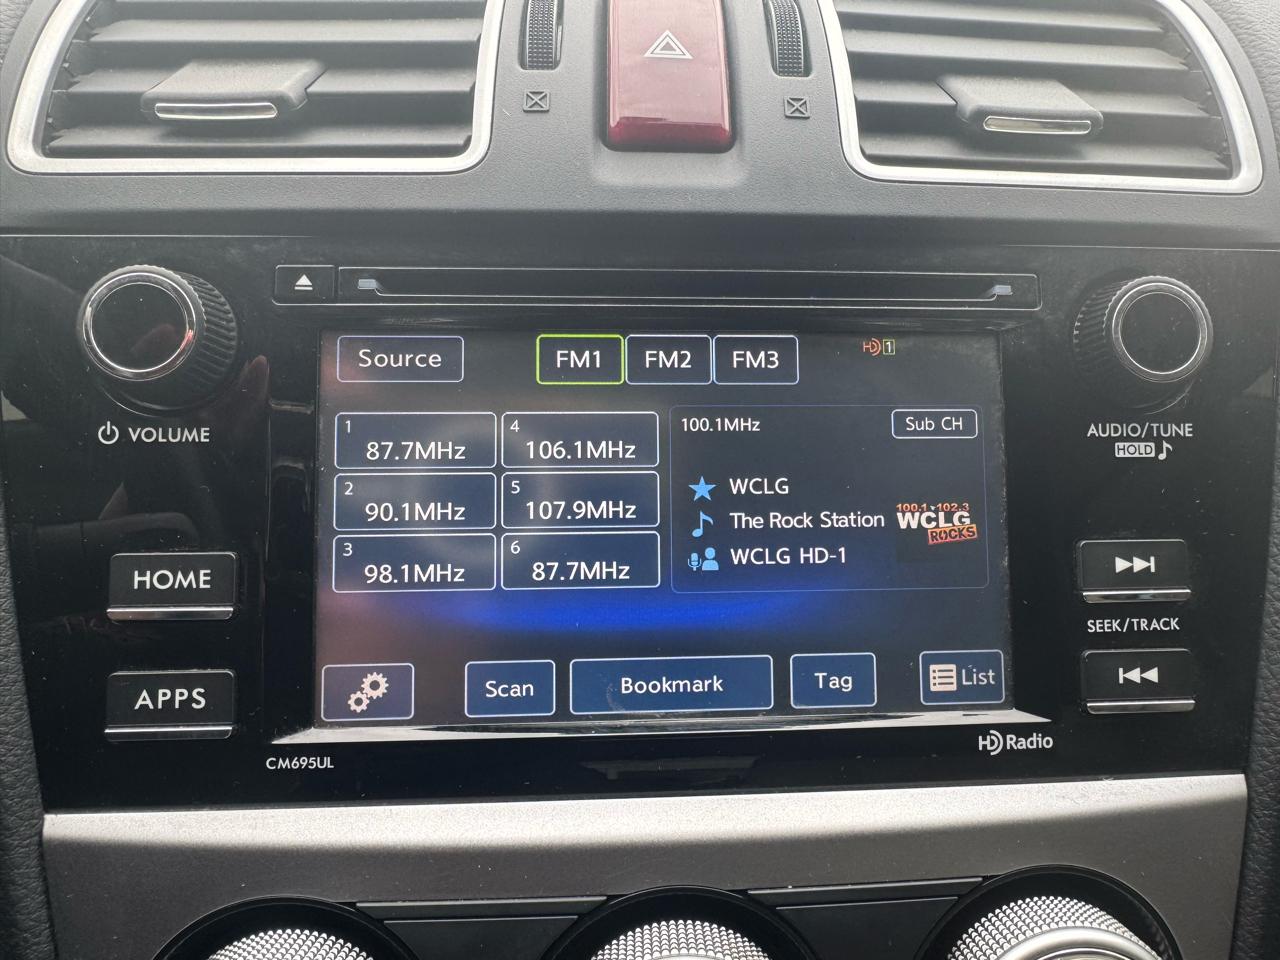 Source
FM1
FM2
FM3
HD 1
1
87.7MHz
4
106.1MHz
2
90.1MHz
5
107.9MHz
3
98.1MHz
6
87.7MHz
100.1MHz
Sub CH
WCLG
The Rock Station
WCLG HD-1
100.1 102.3
WCLG
ROCKS
Scan
Bookmark
Tag
List
VOLUME
HOME
APPS
AUDIO/TUNE
HOLD
SEEK/TRACK
CM695UL
HD Radio